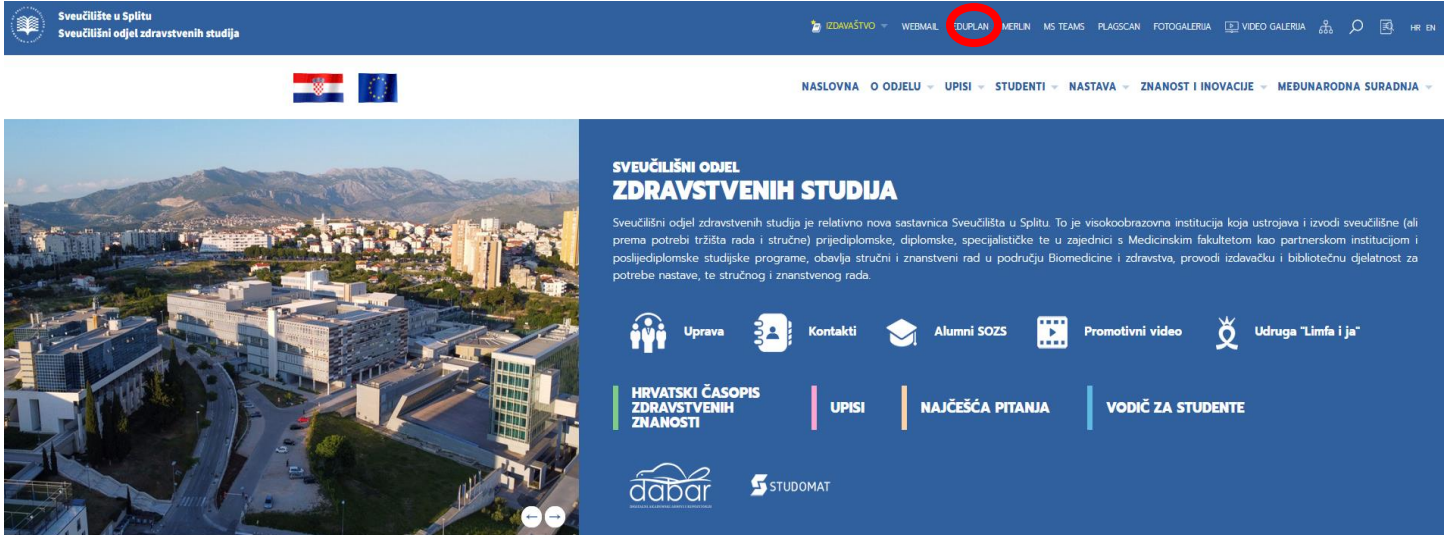 Sveučilište u Splitu
Sveučilišni odjel zdravstvenih studija
IZDAVAŠTVO WEBMAIL EDUPLAN MERLIN MS TEAMS PLAGSCAN FOTOGALERIJA VIDEO GALERIJA HR EN
NASLOVNA O ODJELU UPISI STUDENTI NASTAVA ZNANOST I INOVACIJE MEĐUNARODNA SURADNJA
SVEUČILIŠNI ODJEL
ZDRAVSTVENIH STUDIJA
Sveučilišni odjel zdravstvenih studija je relativno nova sastavnica Sveučilišta u Splitu. To je visokoobrazovna institucija koja ustrojava i izvodi sveučilišne (ali
prema potrebi tržišta rada i stručne) prijediplomske, diplomske, specijalističke te u zajednici s Medicinskim fakultetom kao partnerskom institucijom i
poslijediplomske studijske programe, obavlja stručni i znanstveni rad u području Biomedicine i zdravstva, provodi izdavačku i bibliotečnu djelatnost za
potrebe nastave, te stručnog i znanstvenog rada.
Uprava Kontakti Alumni SOZS Promotivni video Udruga "Limfa i ja"
HRVATSKI ČASOPIS
ZDRAVSTVENIH
ZNANOSTI
UPISI
NAJČEŠĆA PITANJA
VODIČ ZA STUDENTE
dabar
STUDOMAT